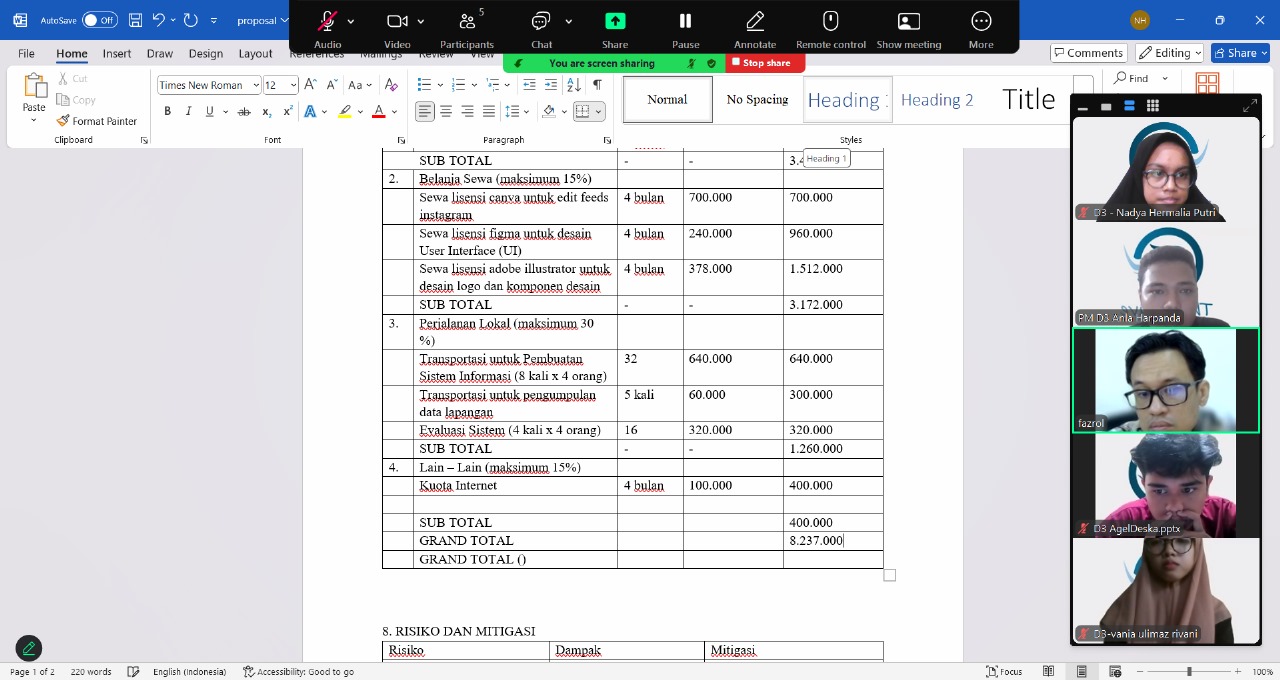 AutoSave Off proposal
5
Audio Video Participants Chat Share Pause Annotate Remote control Show meeting More
NH
File Home Insert Draw Design Layout References Mailings Review View
You are screen sharing Stop share
Comments Editing Share
Paste
Cut
Copy
Format Painter
Clipboard
Times New Roman 12
Font
Paragraph
Normal No Spacing Heading 1 Heading 2 Title
Styles
Find
Heading 1
SUB TOTAL - -
2. Belanja Sewa (maksimum 15%)
Sewa lisensi canva untuk edit feeds 4 bulan 700.000 700.000
instagram
Sewa lisensi figma untuk desain 4 bulan 240.000 960.000
User Interface (UI)
Sewa lisensi adobe illustrator untuk 4 bulan 378.000 1.512.000
desain logo dan komponen desain
SUB TOTAL - - 3.172.000
3. Perjalanan Lokal (maksimum 30
%)
Transportasi untuk Pembuatan 32 640.000 640.000
Sistem Informasi (8 kali x 4 orang)
Transportasi untuk pengumpulan 5 kali 60.000 300.000
data lapangan
Evaluasi Sistem (4 kali x 4 orang) 16 320.000 320.000
SUB TOTAL - - 1.260.000
4. Lain – Lain (maksimum 15%)
Kuota Internet 4 bulan 100.000 400.000
SUB TOTAL 400.000
GRAND TOTAL 8.237.000
GRAND TOTAL ()
8. RISIKO DAN MITIGASI
Risiko Dampak Mitigasi
D3 - Nadya Hermalia Putri
PM D3 Anla Harpanda
fazrol
D3 AgelDeska.pptx
D3-vania ulimaz rivani
Page 1 of 2 220 words English (Indonesia) Accessibility: Good to go
Focus 100%